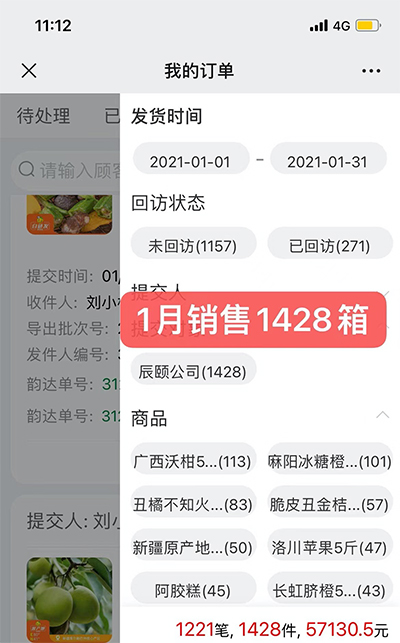 11:12
4G
我的订单
待处理
已
发货时间
2021-01-01 – 2021-01-31
请输入顾客
回访状态
未回访(1157) 已回访(271)
提交时间: 01/
提交人
收件人: 刘小
1月销售1428箱
导出批次号:
发件人编号: 3
辰颐公司(1428)
韵达单号: 312
韵达单号: 312
商品
广西沃柑5...(113) 麻阳冰糖橙...(101)
丑橘不知火...(83) 脆皮丑金桔...(57)
提交人: 刘小
新疆原产地...(50) 洛川苹果5斤(47)
阿胶糕(45) 长虹脐橙5...(43)
1221笔, 1428件, 57130.5元